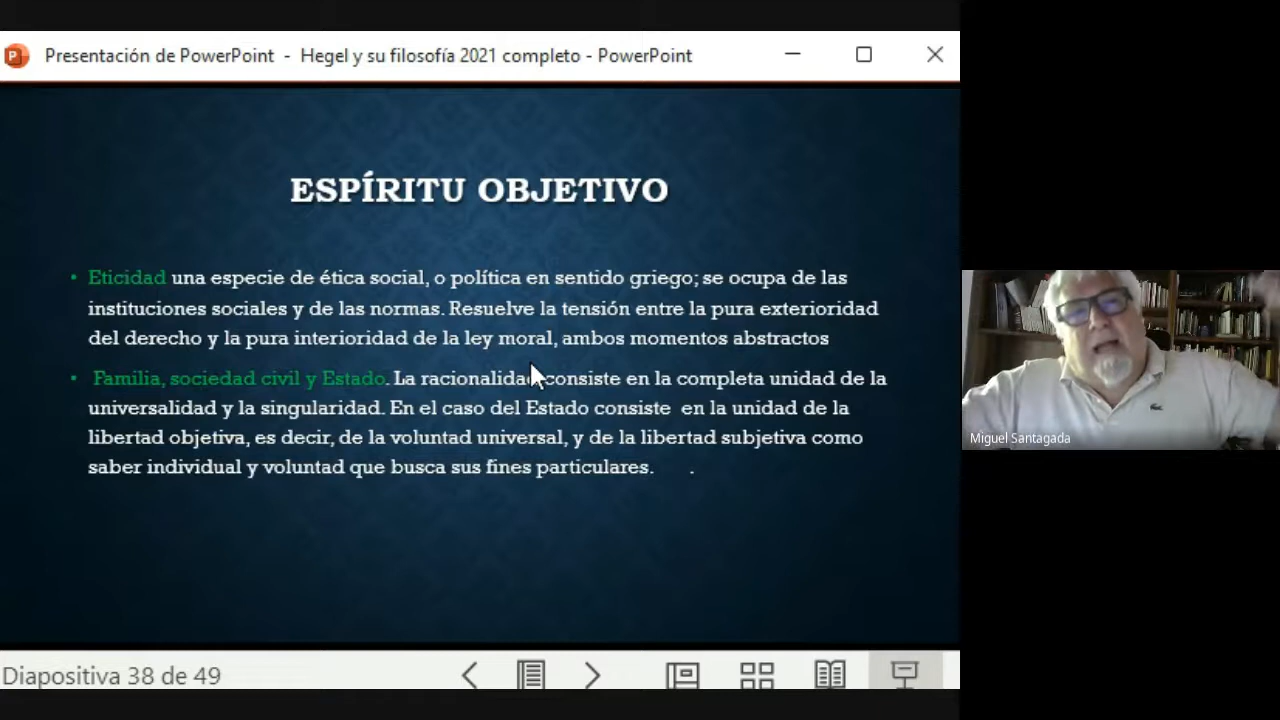 Presentación de PowerPoint - Hegel y su filosofía 2021 completo - PowerPoint
ESPÍRITU OBJETIVO
• Eticidad una especie de ética social, o política en sentido griego; se ocupa de las
instituciones sociales y de las normas. Resuelve la tensión entre la pura exterioridad
del derecho y la pura interioridad de la ley moral, ambos momentos abstractos
• Familia, sociedad civil y Estado. La racionalidad consiste en la completa unidad de la
universalidad y la singularidad. En el caso del Estado consiste en la unidad de la
libertad objetiva, es decir, de la voluntad universal, y de la libertad subjetiva como
saber individual y voluntad que busca sus fines particulares. .
Miguel Santagada
Diapositiva 38 de 49